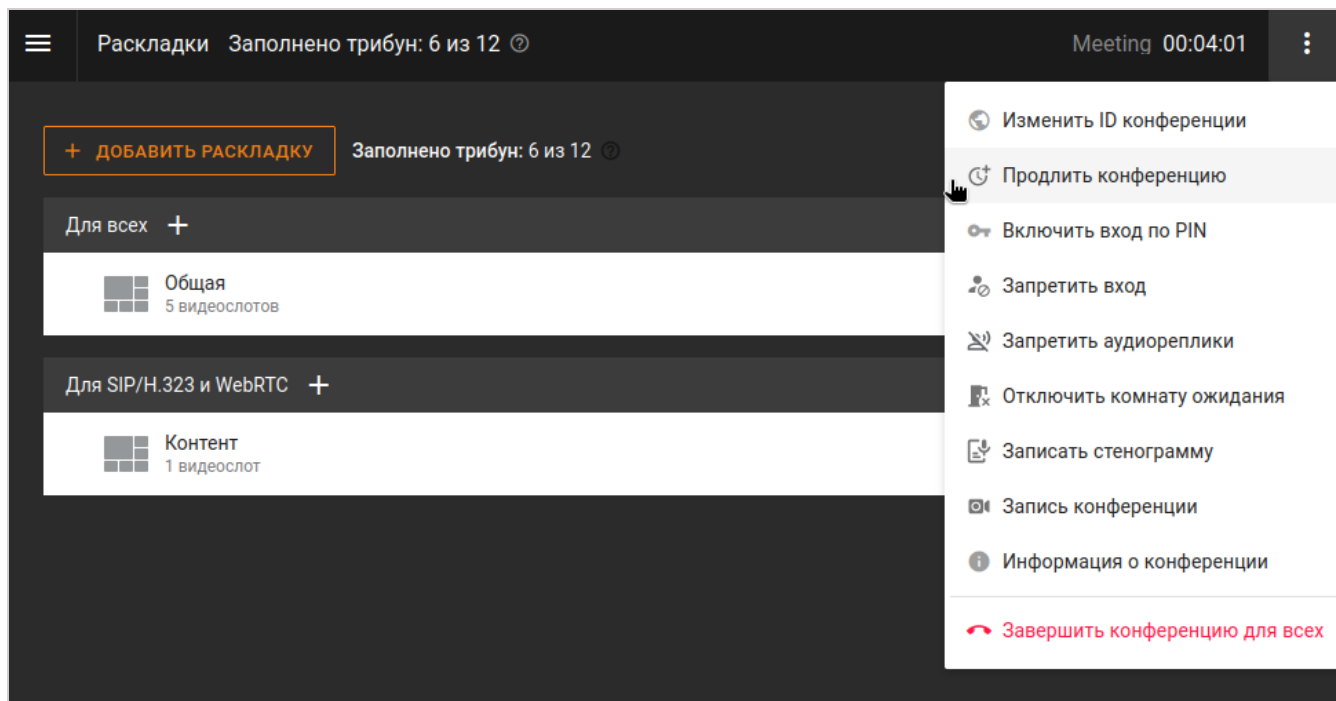 Раскладки Заполнено трибун: 6 из 12 Meeting 00:04:01
+ ДОБАВИТЬ РАСКЛАДКУ Заполнено трибун: 6 из 12
Для всех +
Общая
5 видеослотов
Для SIP/H.323 и WebRTC +
Контент
1 видеослот
Изменить ID конференции
Продлить конференцию
Включить вход по PIN
Запретить вход
Запретить аудиореплики
Отключить комнату ожидания
Записать стенограмму
Запись конференции
Информация о конференции
Завершить конференцию для всех